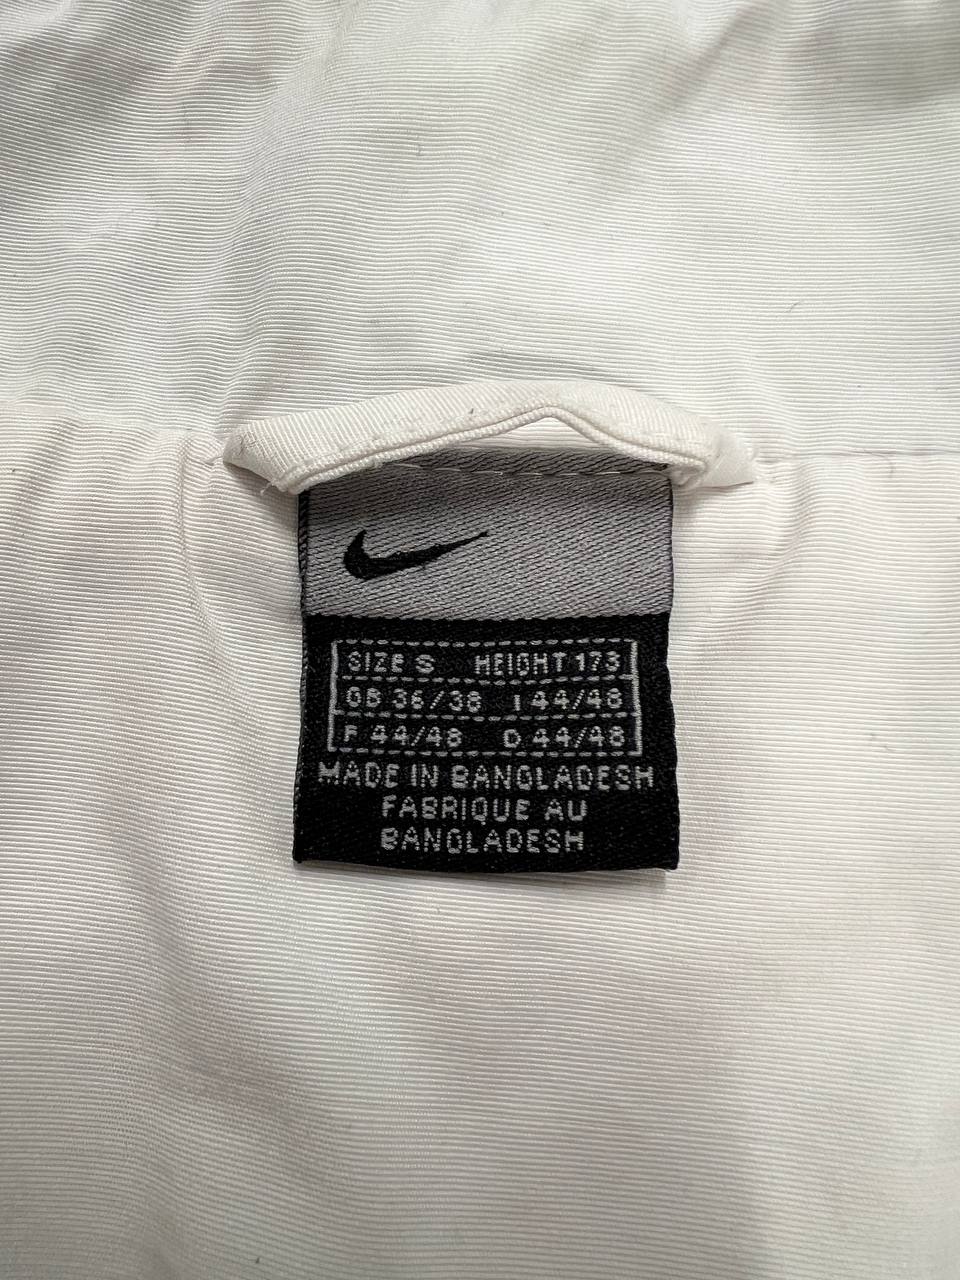 SIZE S HEIGHT 173
GB 36/38 I 44/48
F 44/48 D 44/48
MADE IN BANGLADESH
FABRIQUE AU
BANGLADESH